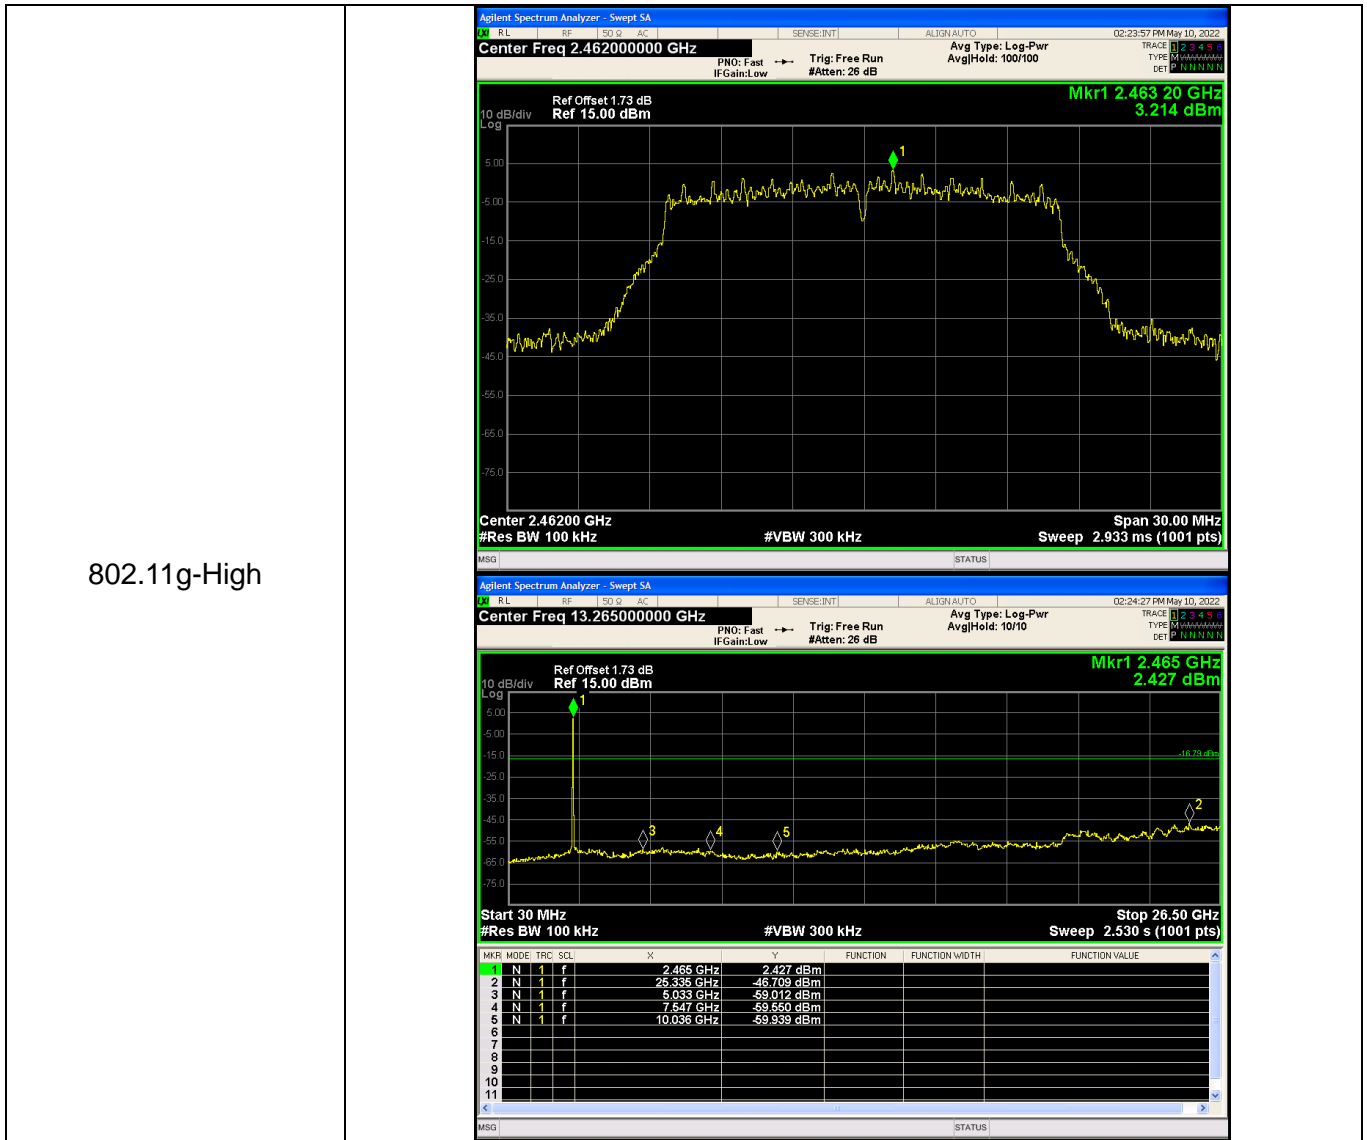 802.11g-High
Agilent Spectrum Analyzer - Swept SA
LXI RL RF 50 Ω AC SENSE:INT ALIGN AUTO 02:23:57 PM May 10, 2022
Center Freq 2.462000000 GHz
Avg Type: Log-Pwr
TRACE 1 2 3 4 5 6
PNO: Fast Trig: Free Run Avg|Hold: 100/100
TYPE M
IFGain:Low #Atten: 26 dB
DET P N N N N N
Mkr1 2.463 20 GHz
3.214 dBm
Ref Offset 1.73 dB
10 dB/div Ref 15.00 dBm
Log
1
5.00
-5.00
-15.0
-25.0
-35.0
-45.0
-55.0
-65.0
-75.0
Center 2.46200 GHz Span 30.00 MHz
#Res BW 100 kHz #VBW 300 kHz Sweep 2.933 ms (1001 pts)
MSG STATUS
Agilent Spectrum Analyzer - Swept SA
LXI RL RF 50 Ω AC SENSE:INT ALIGN AUTO 02:24:27 PM May 10, 2022
Center Freq 13.265000000 GHz
Avg Type: Log-Pwr
TRACE 1 2 3 4 5 6
PNO: Fast Trig: Free Run Avg|Hold: 10/10
TYPE M
IFGain:Low #Atten: 26 dB
DET P N N N N N
Mkr1 2.465 GHz
2.427 dBm
Ref Offset 1.73 dB
10 dB/div Ref 15.00 dBm
Log
1
5.00
-5.00
-15.0 -16.79 dBm
-25.0
-35.0
-45.0 2
3 4 5
-55.0
-65.0
-75.0
Start 30 MHz Stop 26.50 GHz
#Res BW 100 kHz #VBW 300 kHz Sweep 2.530 s (1001 pts)
MKR MODE TRC SCL X Y FUNCTION FUNCTION WIDTH FUNCTION VALUE
1 N 1 f 2.465 GHz 2.427 dBm
2 N 1 f 25.335 GHz -46.709 dBm
3 N 1 f 5.033 GHz -59.012 dBm
4 N 1 f 7.547 GHz -59.550 dBm
5 N 1 f 10.036 GHz -59.939 dBm
6
7
8
9
10
11
MSG STATUS